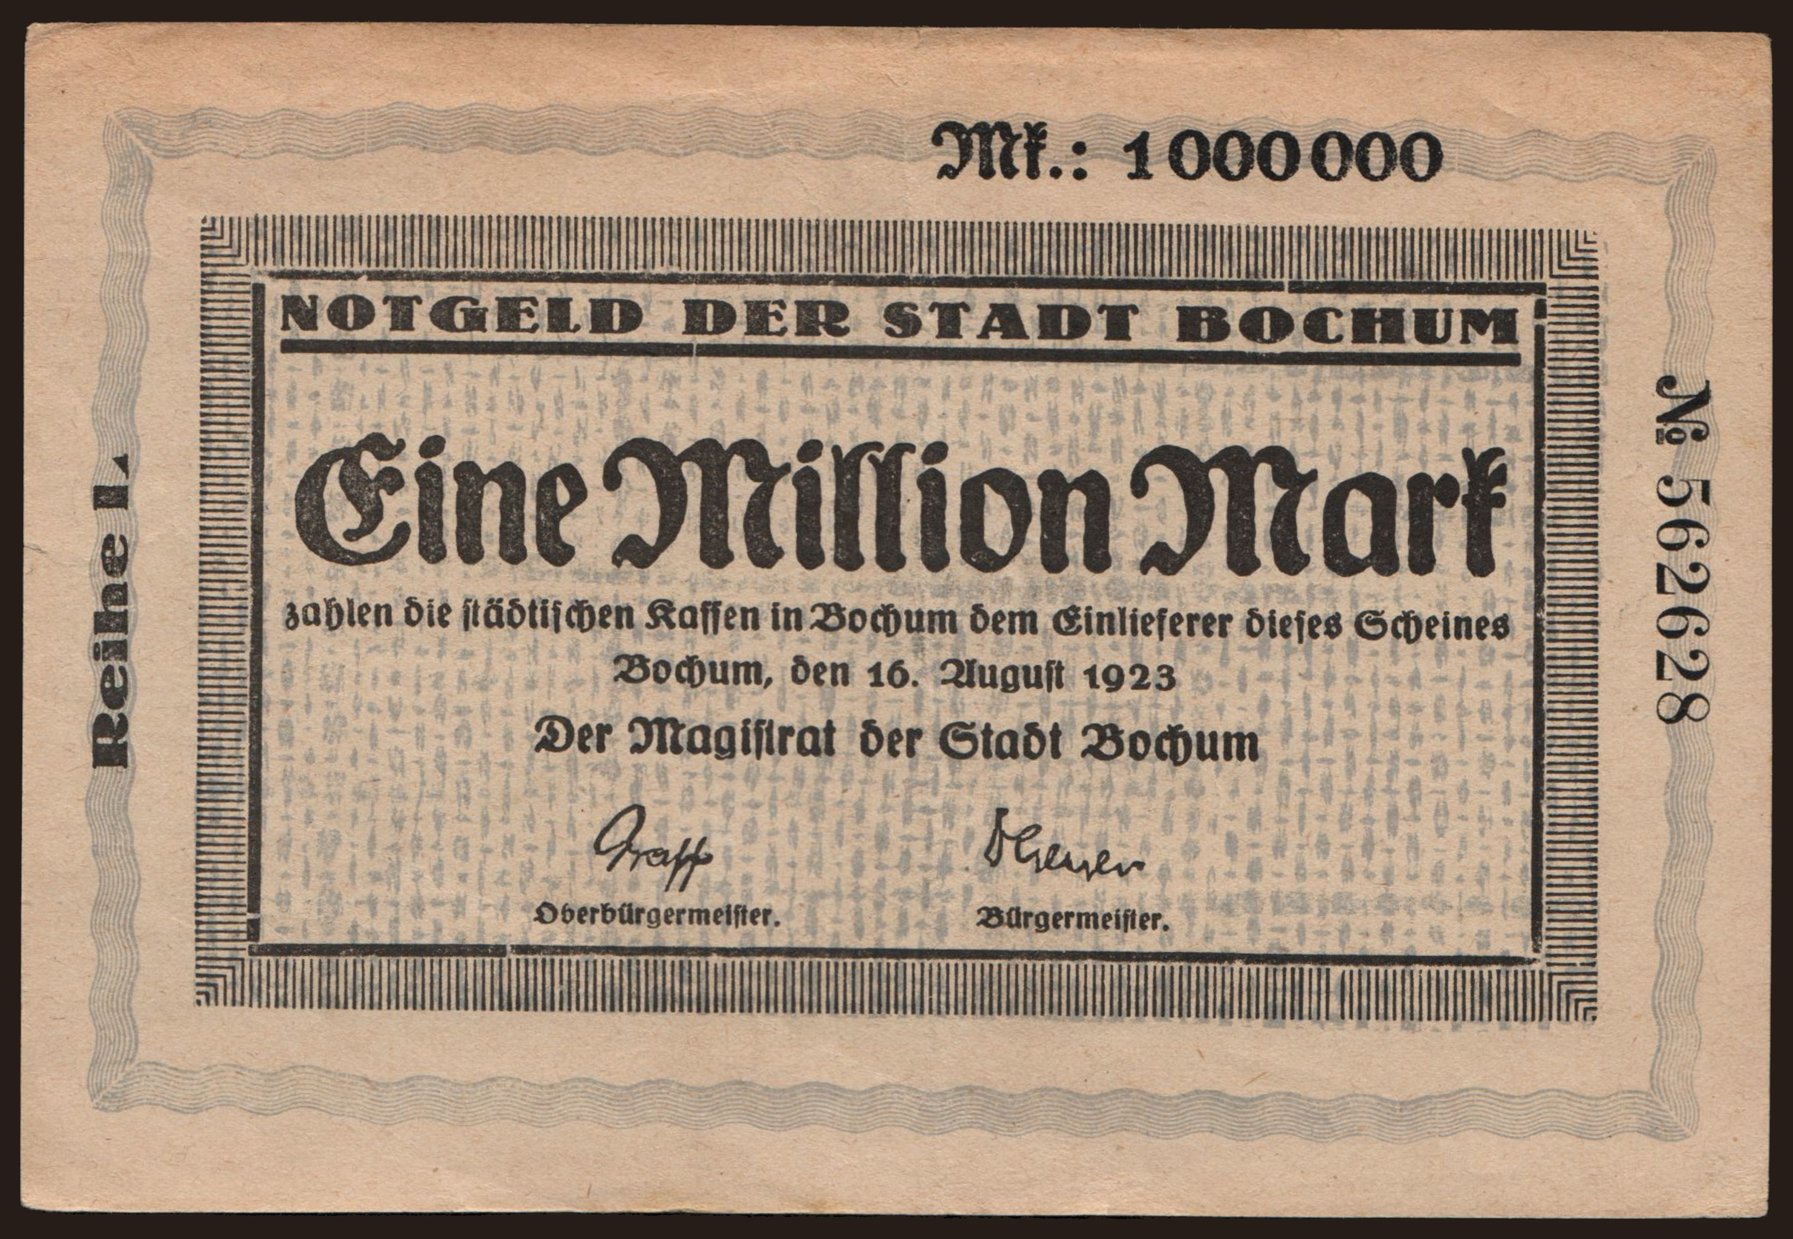 Mk.: 1000000
NOTGELD DER STADT BOCHUM
Eine Million Mark
zahlen die städtischen Kassen in Bochum dem Einlieferer dieses Scheines
Bochum, den 16. August 1923
Der Magistrat der Stadt Bochum
Graff
Oberbürgermeister.
Bürgermeister.
Reihe I.
№ 562628